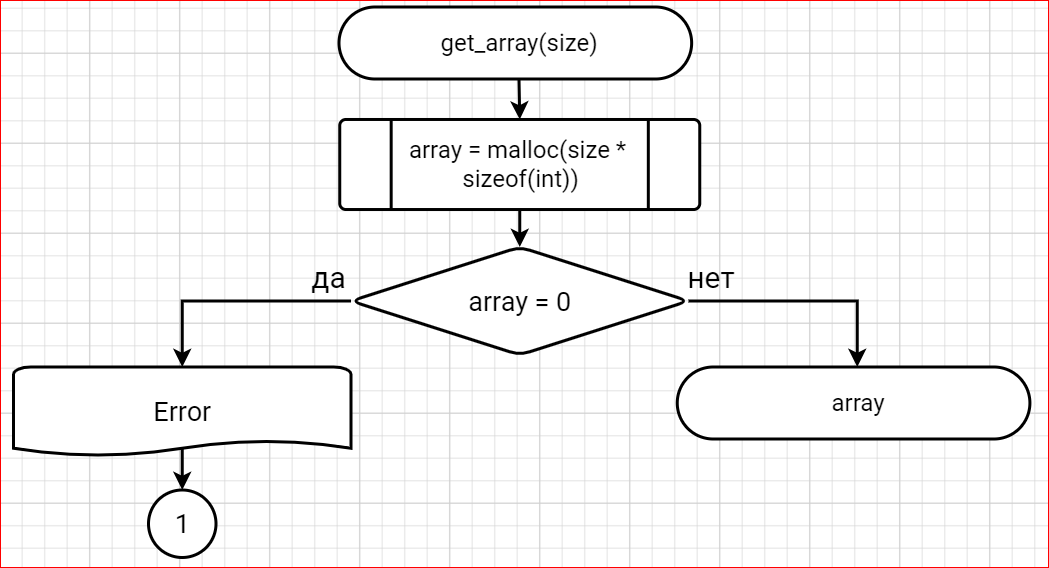 get_array(size)
array = malloc(size *
sizeof(int))
да
нет
array = 0
Error
array
1